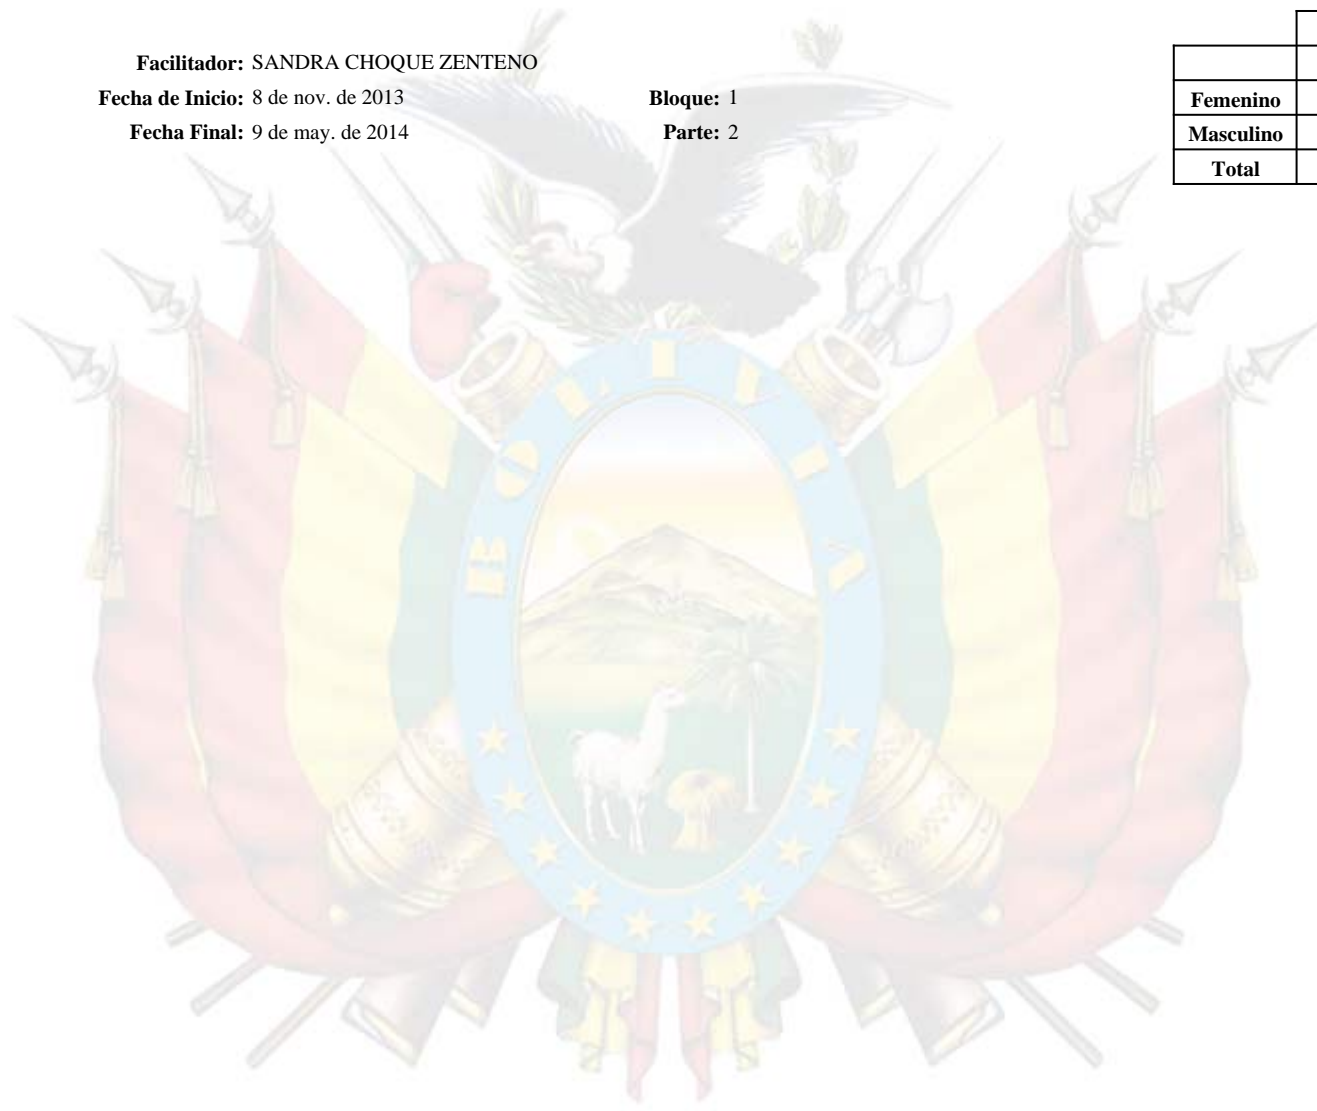 Facilitador: SANDRA CHOQUE ZENTENO
Fecha de Inicio: 8 de nov. de 2013 Bloque: 1
Fecha Final: 9 de may. de 2014 Parte: 2
Femenino
Masculino
Total
BOLIVIA